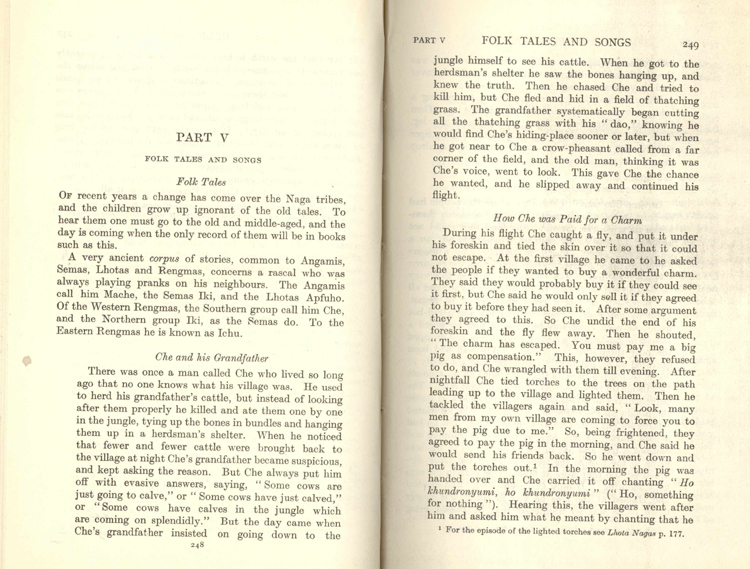 PART V
FOLK TALES AND SONGS
Folk Tales
OF recent years a change has come over the Naga tribes,
and the children grow up ignorant of the old tales. To
hear them one must go to the old and middle-aged, and the
day is coming when the only record of them will be in books
such as this.
A very ancient corpus of stories, common to Angamis,
Semas, Lhotas and Rengmas, concerns a rascal who was
always playing pranks on his neighbours. The Angamis
call him Mache, the Semas Iki, and the Lhotas Apfuho.
Of the Western Rengmas, the Southern group call him Che,
and the Northern group Iki, as the Semas do. To the
Eastern Rengmas he is known as Ichu.
Che and his Grandfather
There was once a man called Che who lived so long
ago that no one knows what his village was. He used
to herd his grandfather's cattle, but instead of looking
after them properly he killed and ate them one by one
in the jungle, tying up the bones in bundles and hanging
them up in a herdsman's shelter. When he noticed
that fewer and fewer cattle were brought back to
the village at night Che's grandfather became suspicious,
and kept asking the reason. But Che always put him
off with evasive answers, saying, "Some cows are
just going to calve," or "Some cows have just calved,"
or "Some cows have calves in the jungle which
are coming on splendidly." But the day came when
Che's grandfather insisted on going down to the
248
PART V FOLK TALES AND SONGS 249
jungle himself to see his cattle. When he got to the
herdsman's shelter he saw the bones hanging up, and
knew the truth. Then he chased Che and tried to
kill him, but Che fled and hid in a field of thatching
grass. The grandfather systematically began cutting
all the thatching grass with his "dao," knowing he
would find Che's hiding-place sooner or later, but when
he got near to Che a crow-pheasant called from a far
corner of the field, and the old man, thinking it was
Che's voice, went to look. This gave Che the chance
he wanted, and he slipped away and continued his
flight.
How Che was Paid for a Charm
During his flight Che caught a fly, and put it under
his foreskin and tied the skin over it so that it could
not escape. At the first village he came to he asked
the people if they wanted to buy a wonderful charm.
They said they would probably buy it if they could see
it first, but Che said he would only sell it if they agreed
to buy it before they had seen it. After some argument
they agreed to this. So Che undid the end of his
foreskin and the fly flew away. Then he shouted,
"The charm has escaped. You must pay me a big
pig as compensation." This, however, they refused
to do, and Che wrangled with them till evening. After
nightfall Che tied torches to the trees on the path
leading up to the village and lighted them. Then he
tackled the villagers again and said, "Look, many
men from my own village are coming to force you to
pay the pig due to me." So, being frightened, they
agreed to pay the pig in the morning, and Che said he
would send his friends back. So he went down and
put the torches out.¹ In the morning the pig was
handed over and Che carried it off chanting "Ho
khundronyumi, ho khundronyumi" ("Ho, something
for nothing"). Hearing this, the villagers went after
him and asked him what he meant by chanting that he
¹ For the episode of the lighted torches see Lhota Nagas p. 177.